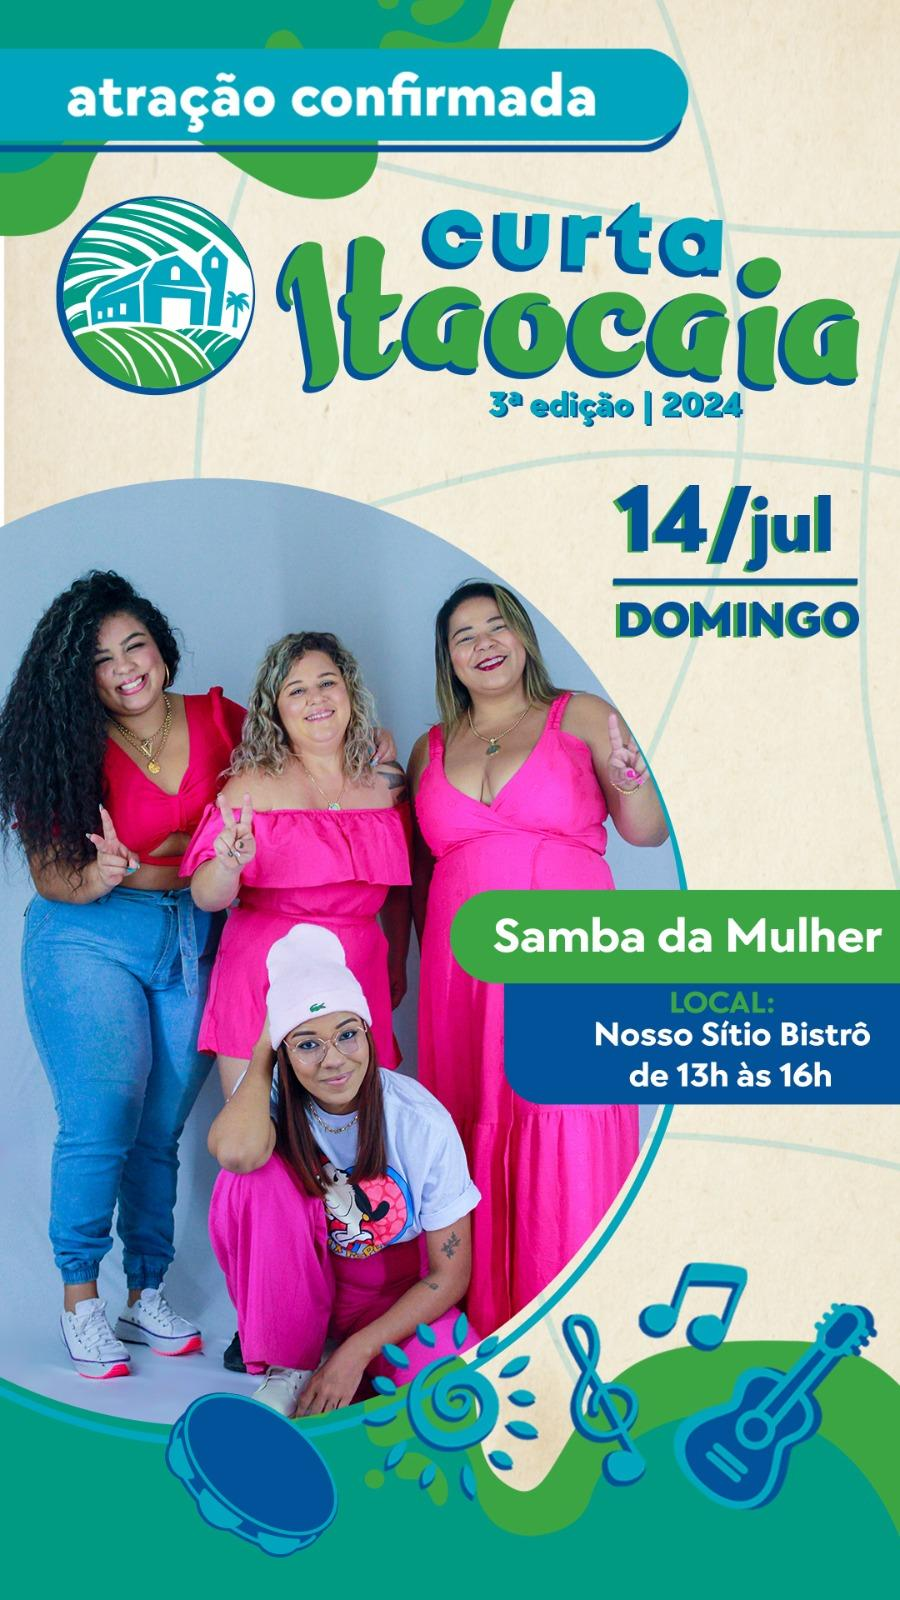 atração confirmada
curta
Itaocaia
3ª edição | 2024
14/jul
DOMINGO
Samba da Mulher
LOCAL:
Nosso Sítio Bistrô
de 13h às 16h